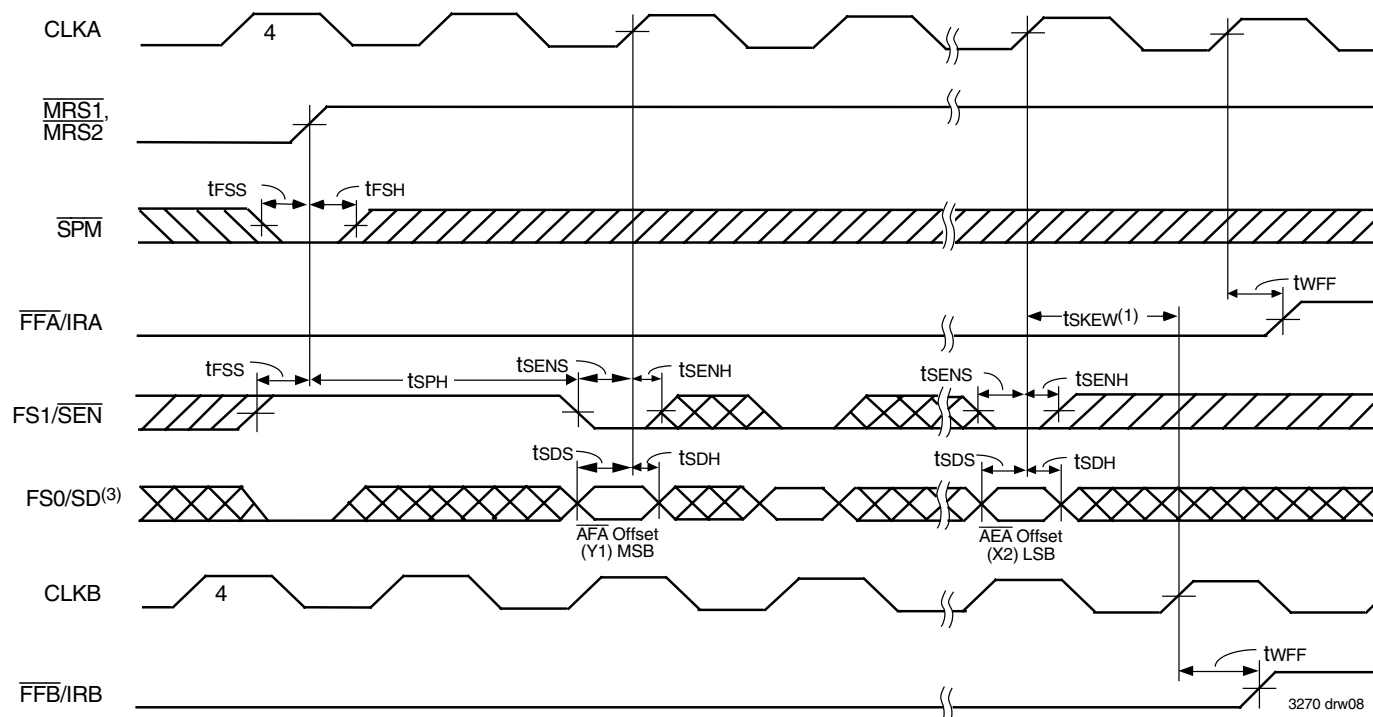 CLKA
4
MRS1,
MRS2
tFSS
tFSH
SPM
tWFF
FFA/IRA
tSKEW(1)
tFSS
tSPH
tSENS
tSENH
tSENS
tSENH
FS1/SEN
tSDS
tSDH
tSDS
tSDH
FS0/SD(3)
AFA Offset
(Y1) MSB
AEA Offset
(X2) LSB
CLKB
4
tWFF
FFB/IRB
3270 drw08